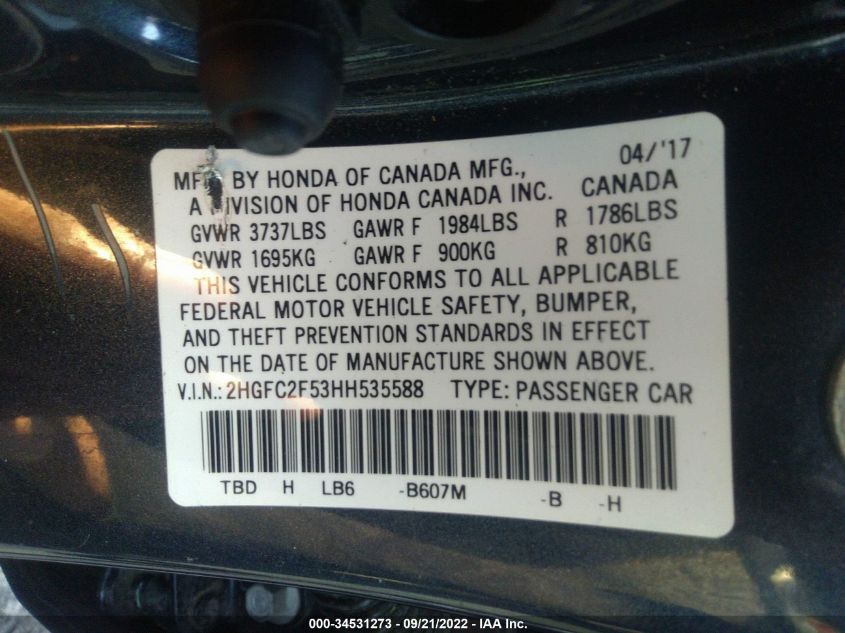 04/'17
MFD BY HONDA OF CANADA MFG.,
A DIVISION OF HONDA CANADA INC. CANADA
GVWR 3737LBS GAWR F 1984LBS R 1786LBS
GVWR 1695KG GAWR F 900KG R 810KG
THIS VEHICLE CONFORMS TO ALL APPLICABLE
FEDERAL MOTOR VEHICLE SAFETY, BUMPER,
AND THEFT PREVENTION STANDARDS IN EFFECT
ON THE DATE OF MANUFACTURE SHOWN ABOVE.
V.I.N.: 2HGFC2F53HH535588 TYPE: PASSENGER CAR
TBD H LB6 -B607M -B -H
000-34531273 - 09/21/2022 - IAA Inc.